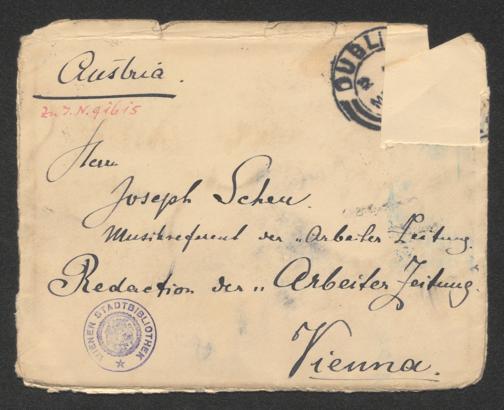 Austria.
DUBLI
Zu I.N. 91615
Herrn
Joseph Scheu.
Musikreferent der „Arbeiter Zeitung.
Redaction der „Arbeiter Zeitung.
WIENER STADTBIBLIOTHEK
Vienna.